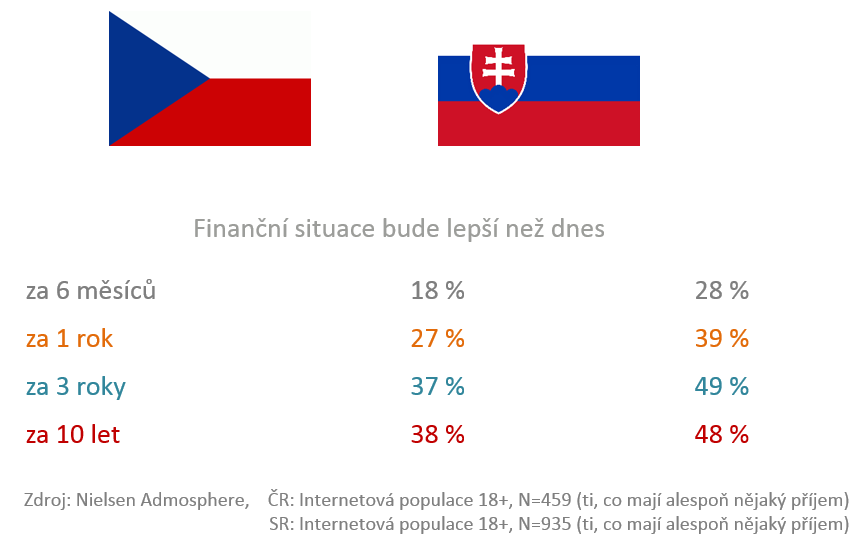 Finanční situace bude lepší než dnes
za 6 měsíců 18 % 28 %
za 1 rok 27 % 39 %
za 3 roky 37 % 49 %
za 10 let 38 % 48 %
Zdroj: Nielsen Admosphere, ČR: Internetová populace 18+, N=459 (ti, co mají alespoň nějaký příjem)
SR: Internetová populace 18+, N=935 (ti, co mají alespoň nějaký příjem)